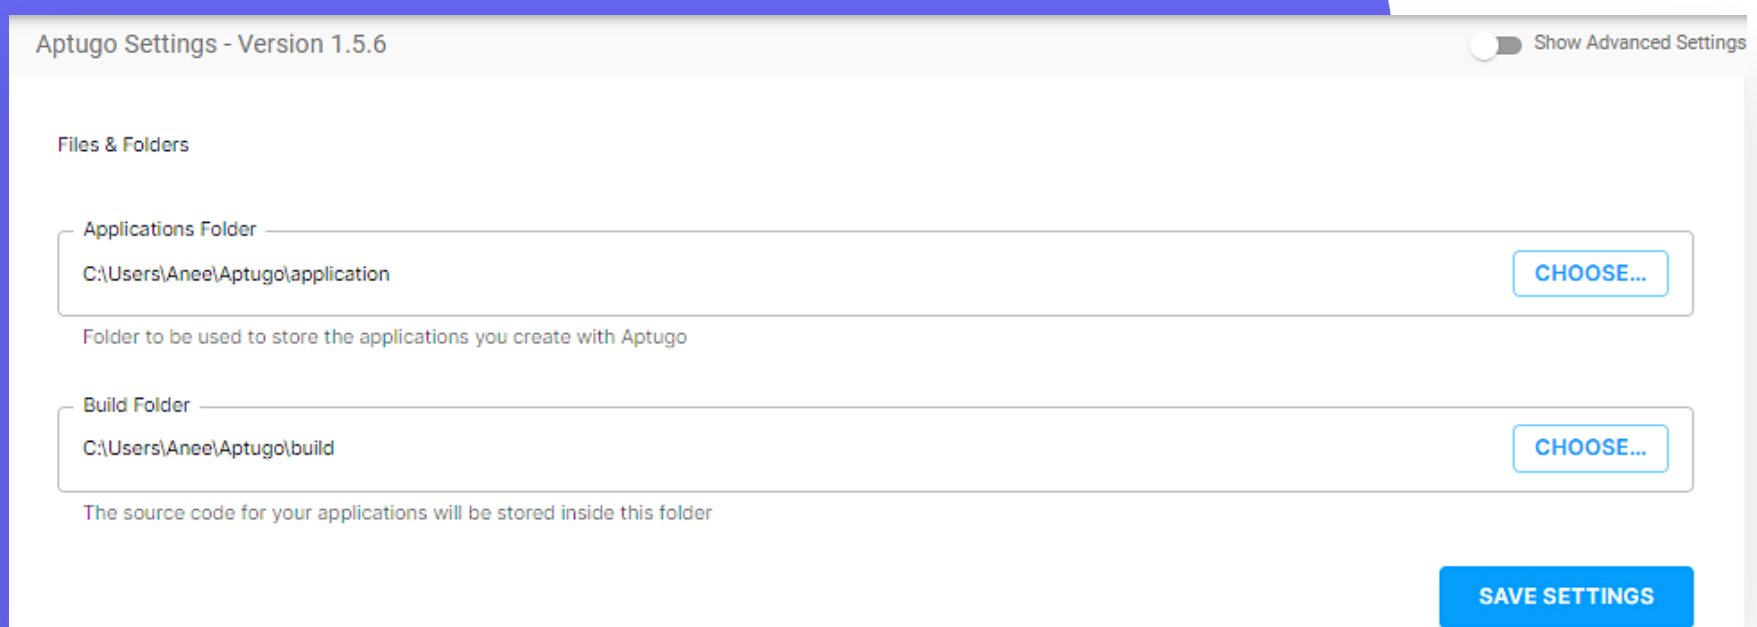 Aptugo Settings - Version 1.5.6
Show Advanced Settings
Files & Folders
Applications Folder
C:\Users\Anee\Aptugo\application
CHOOSE...
Folder to be used to store the applications you create with Aptugo
Build Folder
C:\Users\Anee\Aptugo\build
CHOOSE...
The source code for your applications will be stored inside this folder
SAVE SETTINGS